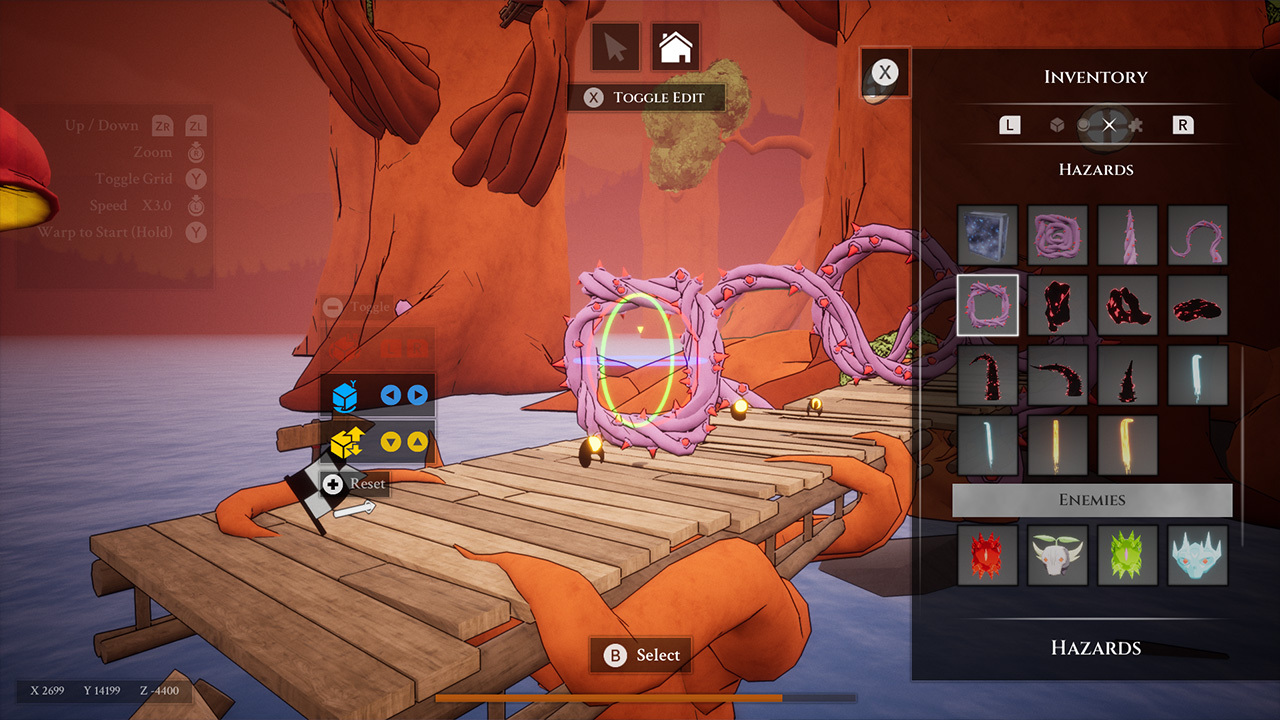 X TOGGLE EDIT
Up / Down ZR ZL
Zoom R
Toggle Grid Y
Speed X3.0 L
Warp to Start (Hold) Y
Toggle
Y
Reset
X
INVENTORY
L R
HAZARDS
ENEMIES
HAZARDS
B Select
X 2699 Y 14199 Z -4400